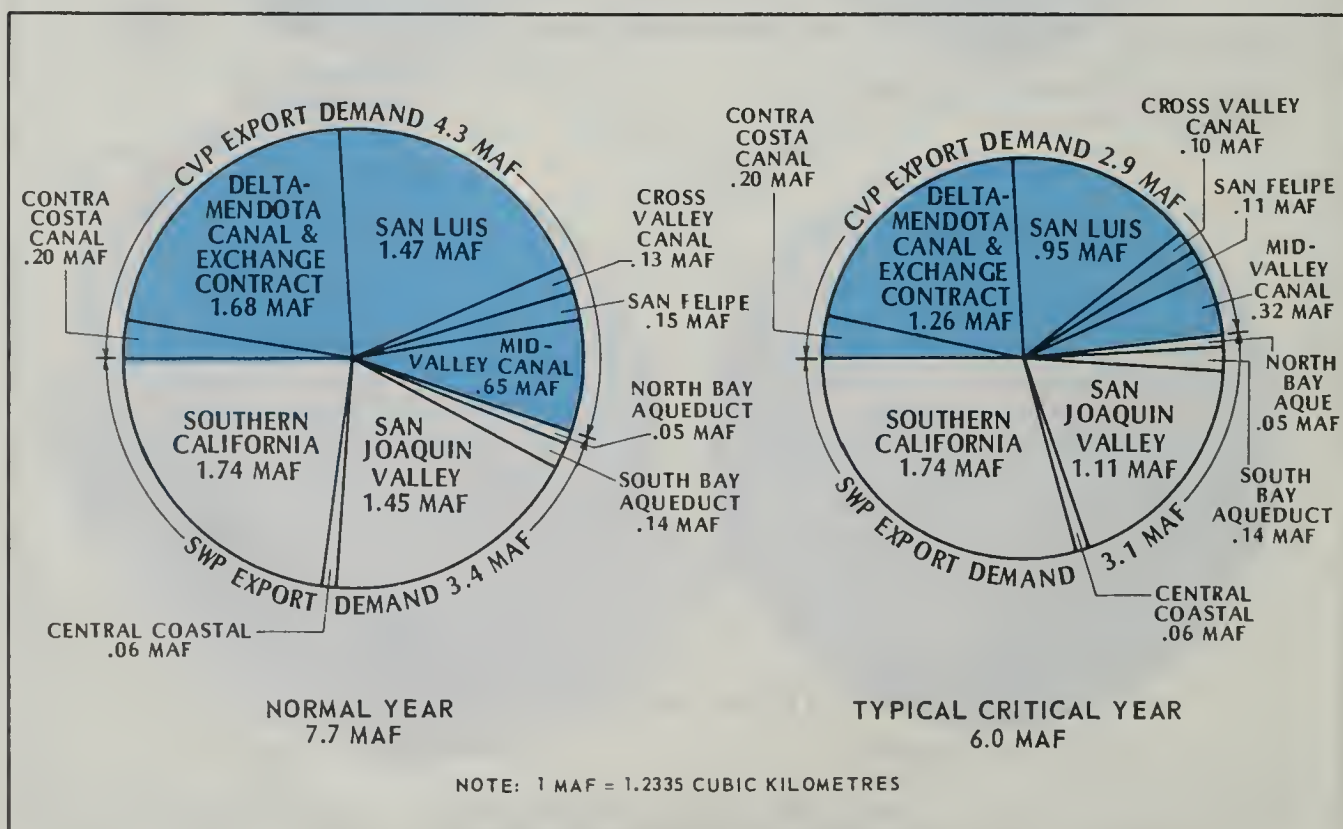 CVP EXPORT DEMAND 4.3 MAF
CONTRA
COSTA
CANAL
.20 MAF
DELTA-
MENDOTA
CANAL &
EXCHANGE
CONTRACT
1.68 MAF
SAN LUIS
1.47 MAF
CROSS
VALLEY
CANAL
.13 MAF
SAN FELIPE
.15 MAF
MID-
VALLEY CANAL
.65 MAF
NORTH BAY
AQUEDUCT
.05 MAF
SOUTH BAY
AQUEDUCT
.14 MAF
SAN
JOAQUIN
VALLEY
1.45 MAF
SOUTHERN
CALIFORNIA
1.74 MAF
SWP EXPORT DEMAND 3.4 MAF
CENTRAL COASTAL
.06 MAF
NORMAL YEAR
7.7 MAF
CVP EXPORT DEMAND 2.9 MAF
CONTRA
COSTA
CANAL
.20 MAF
DELTA-
MENDOTA
CANAL &
EXCHANGE
CONTRACT
1.26 MAF
SAN LUIS
.95 MAF
CROSS VALLEY
CANAL
.10 MAF
SAN FELIPE
.11 MAF
MID-
VALLEY
CANAL
.32 MAF
NORTH
BAY
AQUE
.05 MAF
SOUTH
BAY
AQUEDUCT
.14 MAF
SAN
JOAQUIN
VALLEY
1.11 MAF
SOUTHERN
CALIFORNIA
1.74 MAF
SWP EXPORT DEMAND 3.1 MAF
CENTRAL
COASTAL
.06 MAF
TYPICAL CRITICAL YEAR
6.0 MAF
NOTE: 1 MAF = 1.2335 CUBIC KILOMETRES